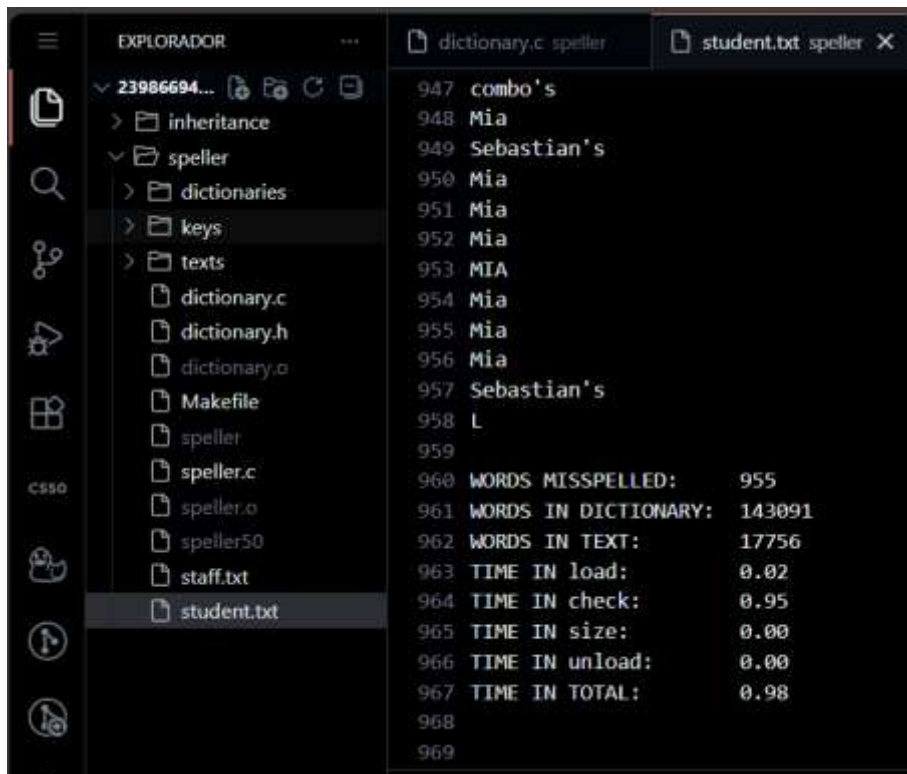 EXPLORADOR
23986694...
inheritance
speller
dictionaries
keys
texts
dictionary.c
dictionary.h
dictionary.o
Makefile
speller
speller.c
speller.o
speller50
staff.txt
student.txt
CS50
dictionary.c speller
student.txt speller
947 combo's
948 Mia
949 Sebastian's
950 Mia
951 Mia
952 Mia
953 MIA
954 Mia
955 Mia
956 Mia
957 Sebastian's
958 L
959
960 WORDS MISSPELLED: 955
961 WORDS IN DICTIONARY: 143091
962 WORDS IN TEXT: 17756
963 TIME IN load: 0.02
964 TIME IN check: 0.95
965 TIME IN size: 0.00
966 TIME IN unload: 0.00
967 TIME IN TOTAL: 0.98
968
969